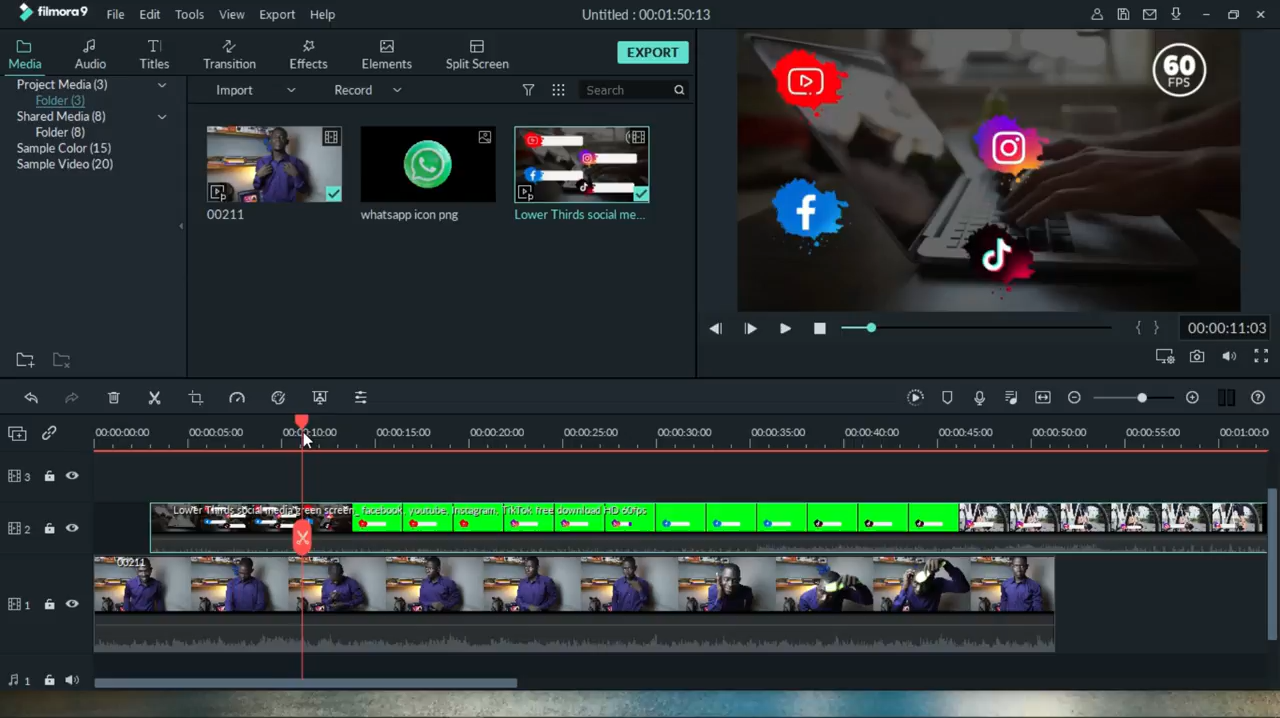 filmora9 File Edit Tools View Export Help Untitled : 00:01:50:13
Media Audio Titles Transition Effects Elements Split Screen EXPORT
Project Media (3)
Folder (3)
Shared Media (8)
Folder (8)
Sample Color (15)
Sample Video (20)
Import Record Search
00211 whatsapp icon png Lower Thirds social me...
60
FPS
00:00:11:03
00:00:00:00 00:00:05:00 00:00:10:00 00:00:15:00 00:00:20:00 00:00:25:00 00:00:30:00 00:00:35:00 00:00:40:00 00:00:45:00 00:00:50:00 00:00:55:00 00:01:00:0
3
2 Lower Thirds social media green screen_ facebook, youtube, Instagram, TikTok free download HD 60fps
00211
1
1